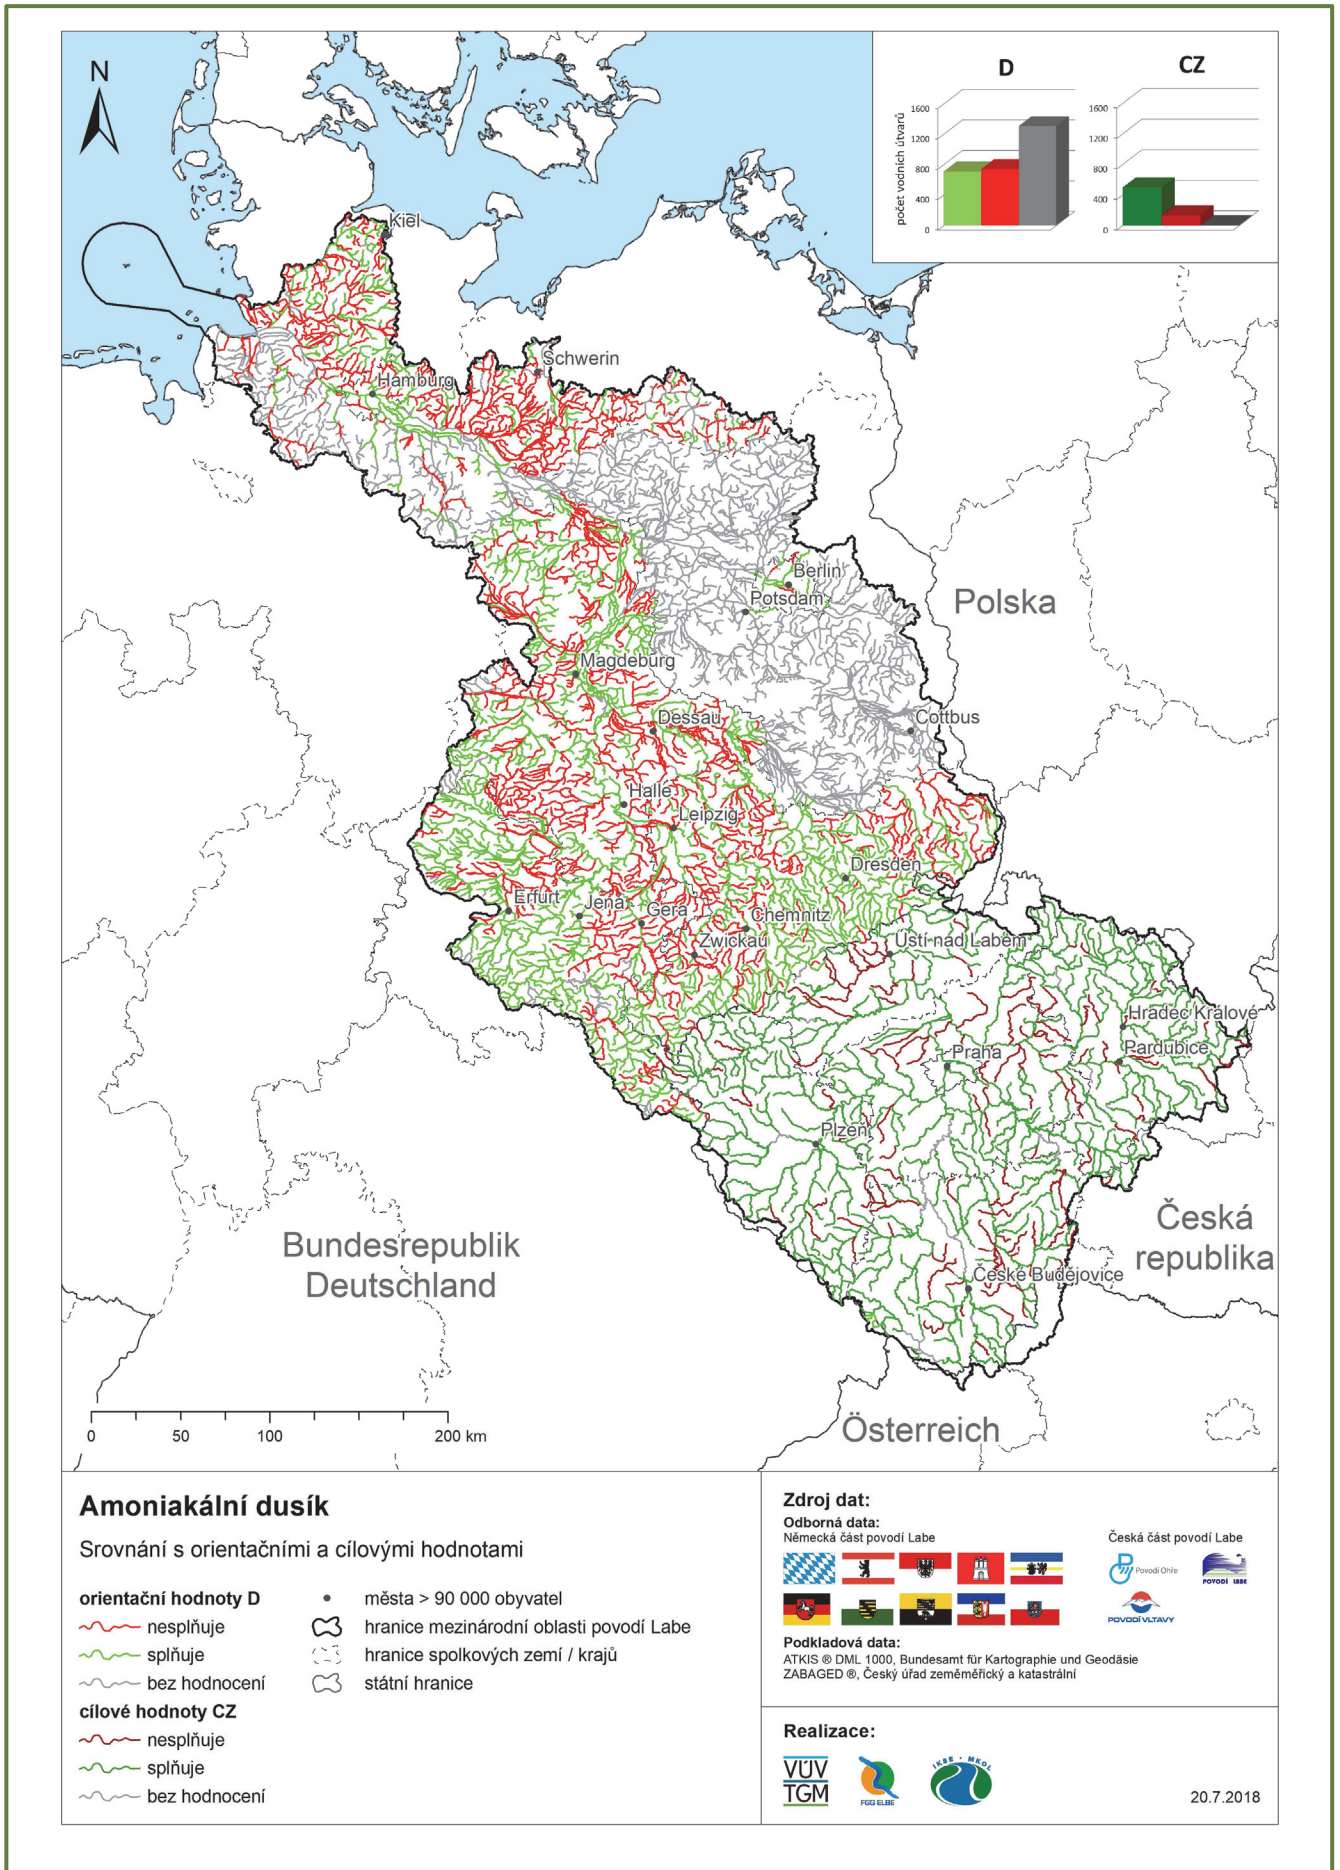 N
D
CZ
počet vodních útvarů
1600
1200
800
400
0
1600
1200
800
400
0
Kiel
Schwerin
Hamburg
Berlin
Potsdam
Polska
Magdeburg
Dessau
Cottbus
Halle
Leipzig
Dresden
Erfurt
Jena
Gera
Chemnitz
Zwickau
Ústí nad Labem
Hradec Králové
Pardubice
Praha
Plzeň
Bundesrepublik
Deutschland
Česká
republika
České Budějovice
Österreich
0 50 100 200 km
Amoniakální dusík
Srovnání s orientačními a cílovými hodnotami
orientační hodnoty D
nesplňuje
splňuje
bez hodnocení
cílové hodnoty CZ
nesplňuje
splňuje
bez hodnocení
města > 90 000 obyvatel
hranice mezinárodní oblasti povodí Labe
hranice spolkových zemí / krajů
státní hranice
Zdroj dat:
Odborná data:
Německá část povodí Labe
Česká část povodí Labe
Povodí Ohře
POVODÍ LABE
POVODÍ VLTAVY
Podkladová data:
ATKIS ® DML 1000, Bundesamt für Kartographie und Geodäsie
ZABAGED ®, Český úřad zeměměřický a katastrální
Realizace:
VÚV
TGM
FGG ELBE
IKSE • MKOL
20.7.2018